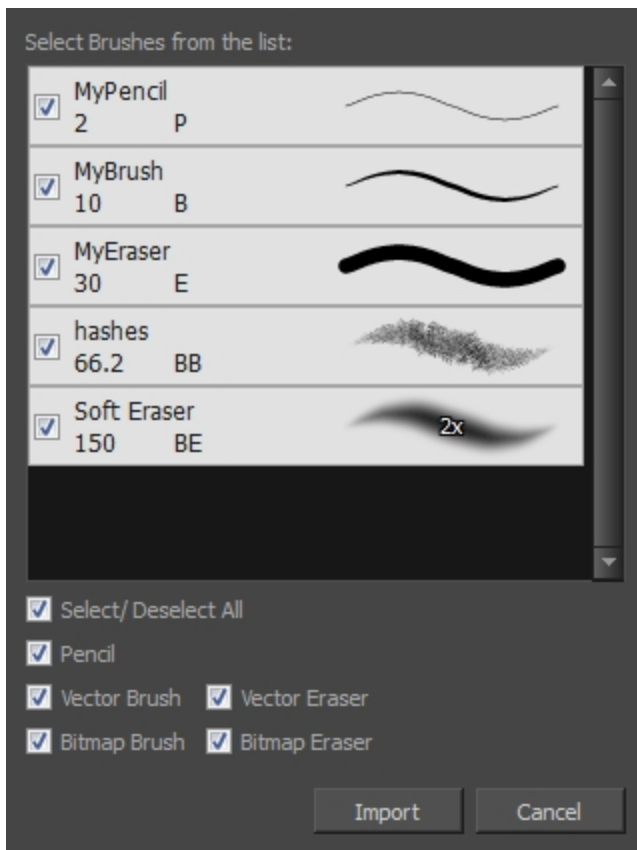 Select Brushes from the list:
MyPencil
2 P
MyBrush
10 B
MyEraser
30 E
hashes
66.2 BB
Soft Eraser
150 BE
2x
Select/ Deselect All
Pencil
Vector Brush Vector Eraser
Bitmap Brush Bitmap Eraser
Import Cancel